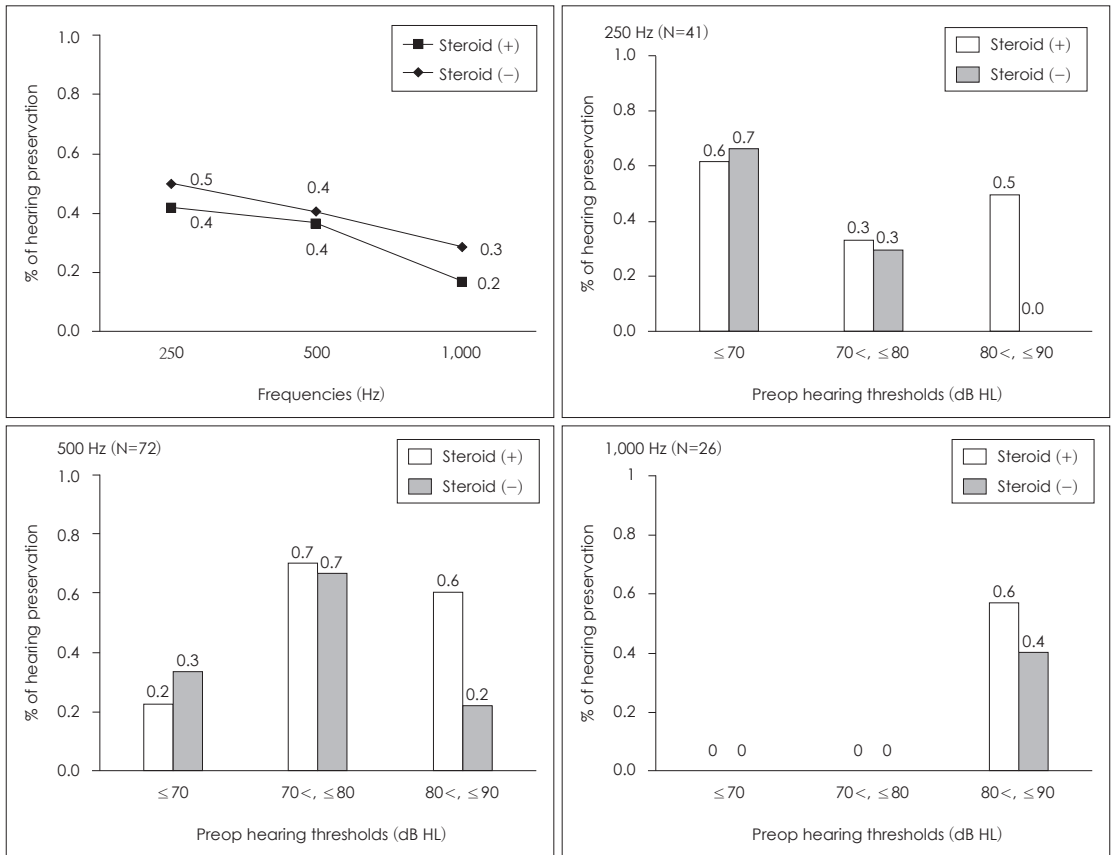 1.0
0.8
0.6
0.4
0.2
0.0
% of hearing preservation
Steroid (+)
Steroid (−)
0.5
0.4
0.4
0.4
0.3
0.2
250 500 1,000
Frequencies (Hz)
250 Hz (N=41)
1.0
0.8
0.6
0.4
0.2
0.0
% of hearing preservation
Steroid (+)
Steroid (−)
0.6 0.7
0.3 0.3
0.5
0.0
≤70 70<, ≤80 80<, ≤90
Preop hearing thresholds (dB HL)
500 Hz (N=72)
1.0
0.8
0.6
0.4
0.2
0.0
% of hearing preservation
Steroid (+)
Steroid (−)
0.2 0.3
0.7 0.7
0.6 0.2
≤70 70<, ≤80 80<, ≤90
Preop hearing thresholds (dB HL)
1,000 Hz (N=26)
1
0.8
0.6
0.4
0.2
0.0
% of hearing preservation
Steroid (+)
Steroid (−)
0 0
0 0
0.6 0.4
≤70 70<, ≤80 80<, ≤90
Preop hearing thresholds (dB HL)